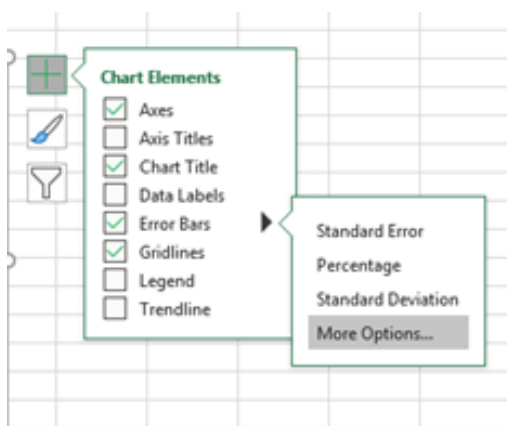 Chart Elements
Axes
Axis Titles
Chart Title
Data Labels
Error Bars
Gridlines
Legend
Trendline
Standard Error
Percentage
Standard Deviation
More Options...